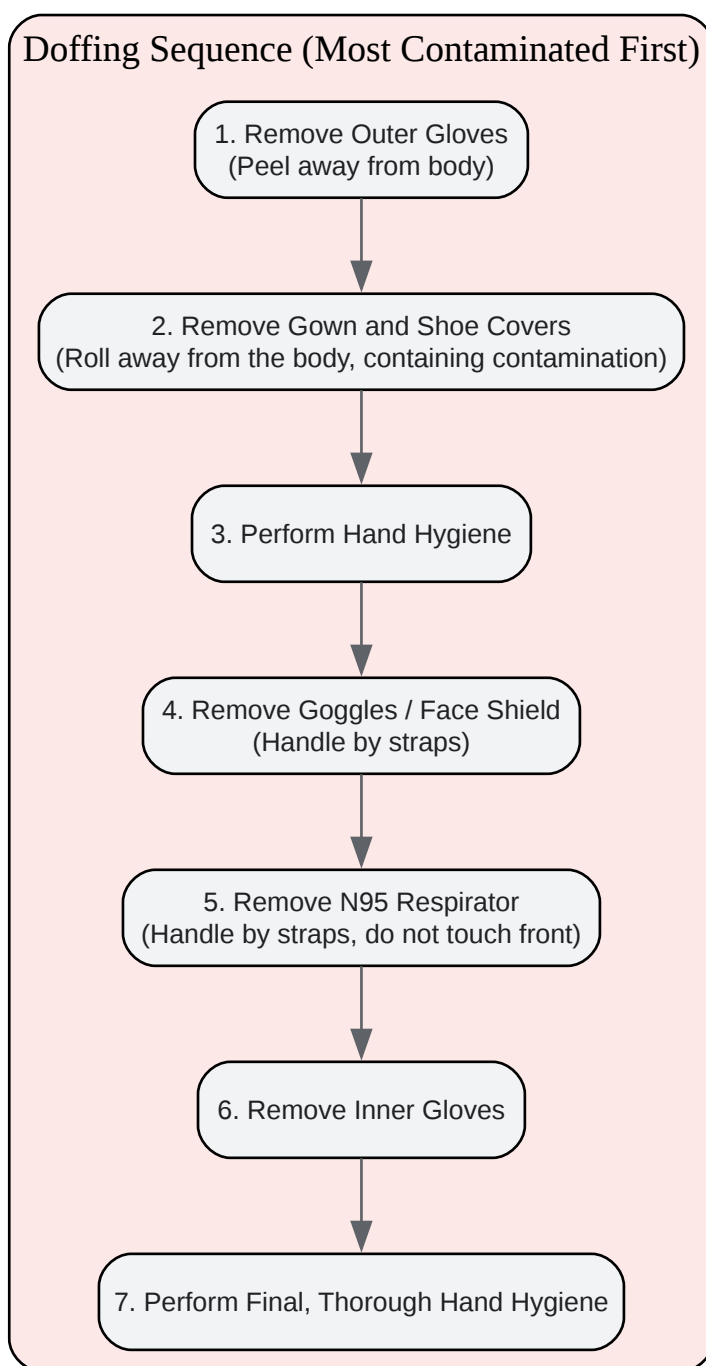 Doffing Sequence (Most Contaminated First)
1. Remove Outer Gloves
(Peel away from body)
2. Remove Gown and Shoe Covers
(Roll away from the body, containing contamination)
3. Perform Hand Hygiene
4. Remove Goggles / Face Shield
(Handle by straps)
5. Remove N95 Respirator
(Handle by straps, do not touch front)
6. Remove Inner Gloves
7. Perform Final, Thorough Hand Hygiene